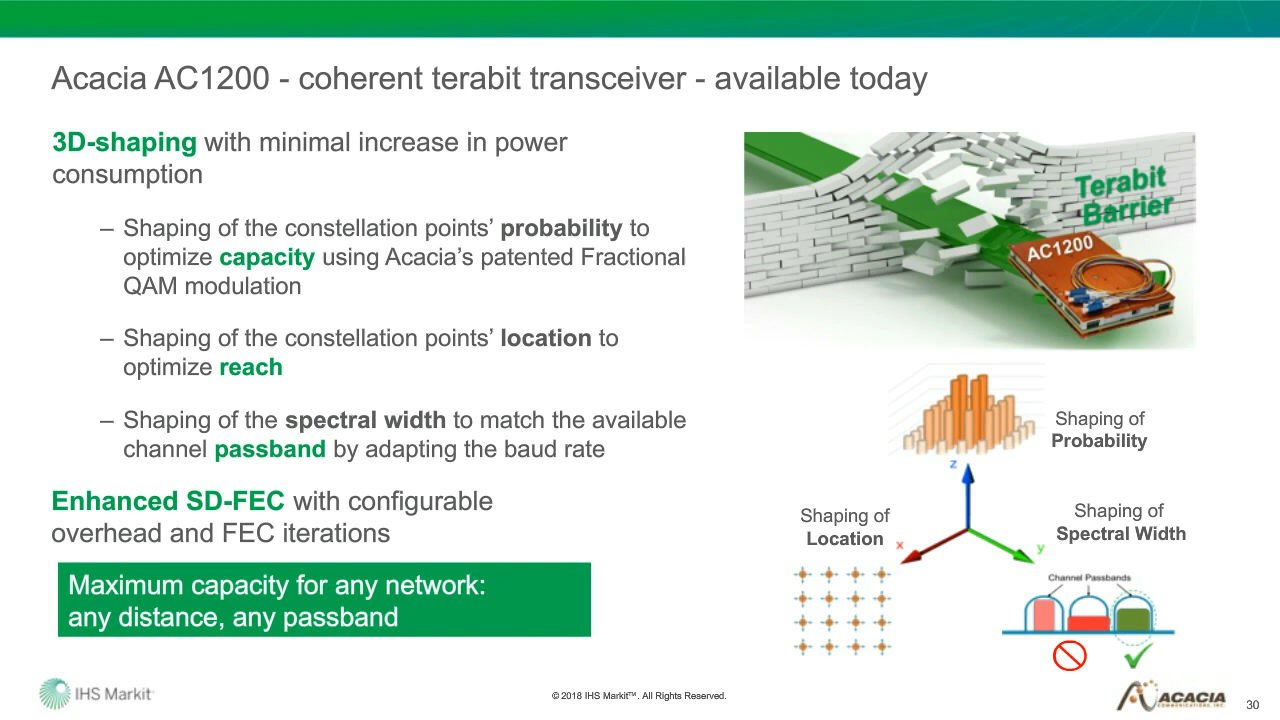 Acacia AC1200 - coherent terabit transceiver - available today
3D-shaping with minimal increase in power
consumption
– Shaping of the constellation points’ probability to
optimize capacity using Acacia’s patented Fractional
QAM modulation
– Shaping of the constellation points’ location to
optimize reach
– Shaping of the spectral width to match the available
channel passband by adapting the baud rate
Enhanced SD-FEC with configurable
overhead and FEC iterations
Maximum capacity for any network:
any distance, any passband
Terabit
Barrier
AC1200
Shaping of
Probability
z
Shaping of
Location
x
y
Shaping of
Spectral Width
Channel Passbands
IHS Markit™
© 2018 IHS Markit™. All Rights Reserved.
ACACIA
COMMUNICATIONS, INC.
30